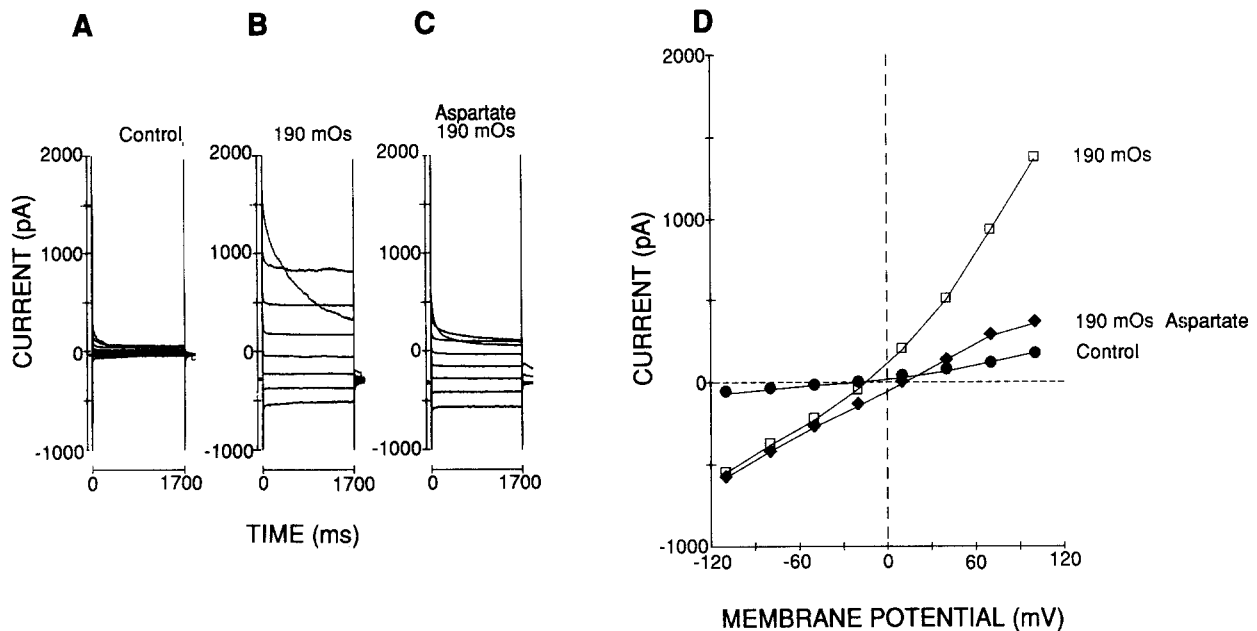 A
B
C
D
Control
190 mOs
Aspartate
190 mOs
2000
1000
0
-1000
CURRENT (pA)
0
1700
2000
1000
0
-1000
0
1700
2000
1000
0
-1000
0
1700
TIME (ms)
2000
1000
0
-1000
CURRENT (pA)
190 mOs
190 mOs Aspartate
Control
-120
-60
0
60
120
MEMBRANE POTENTIAL (mV)